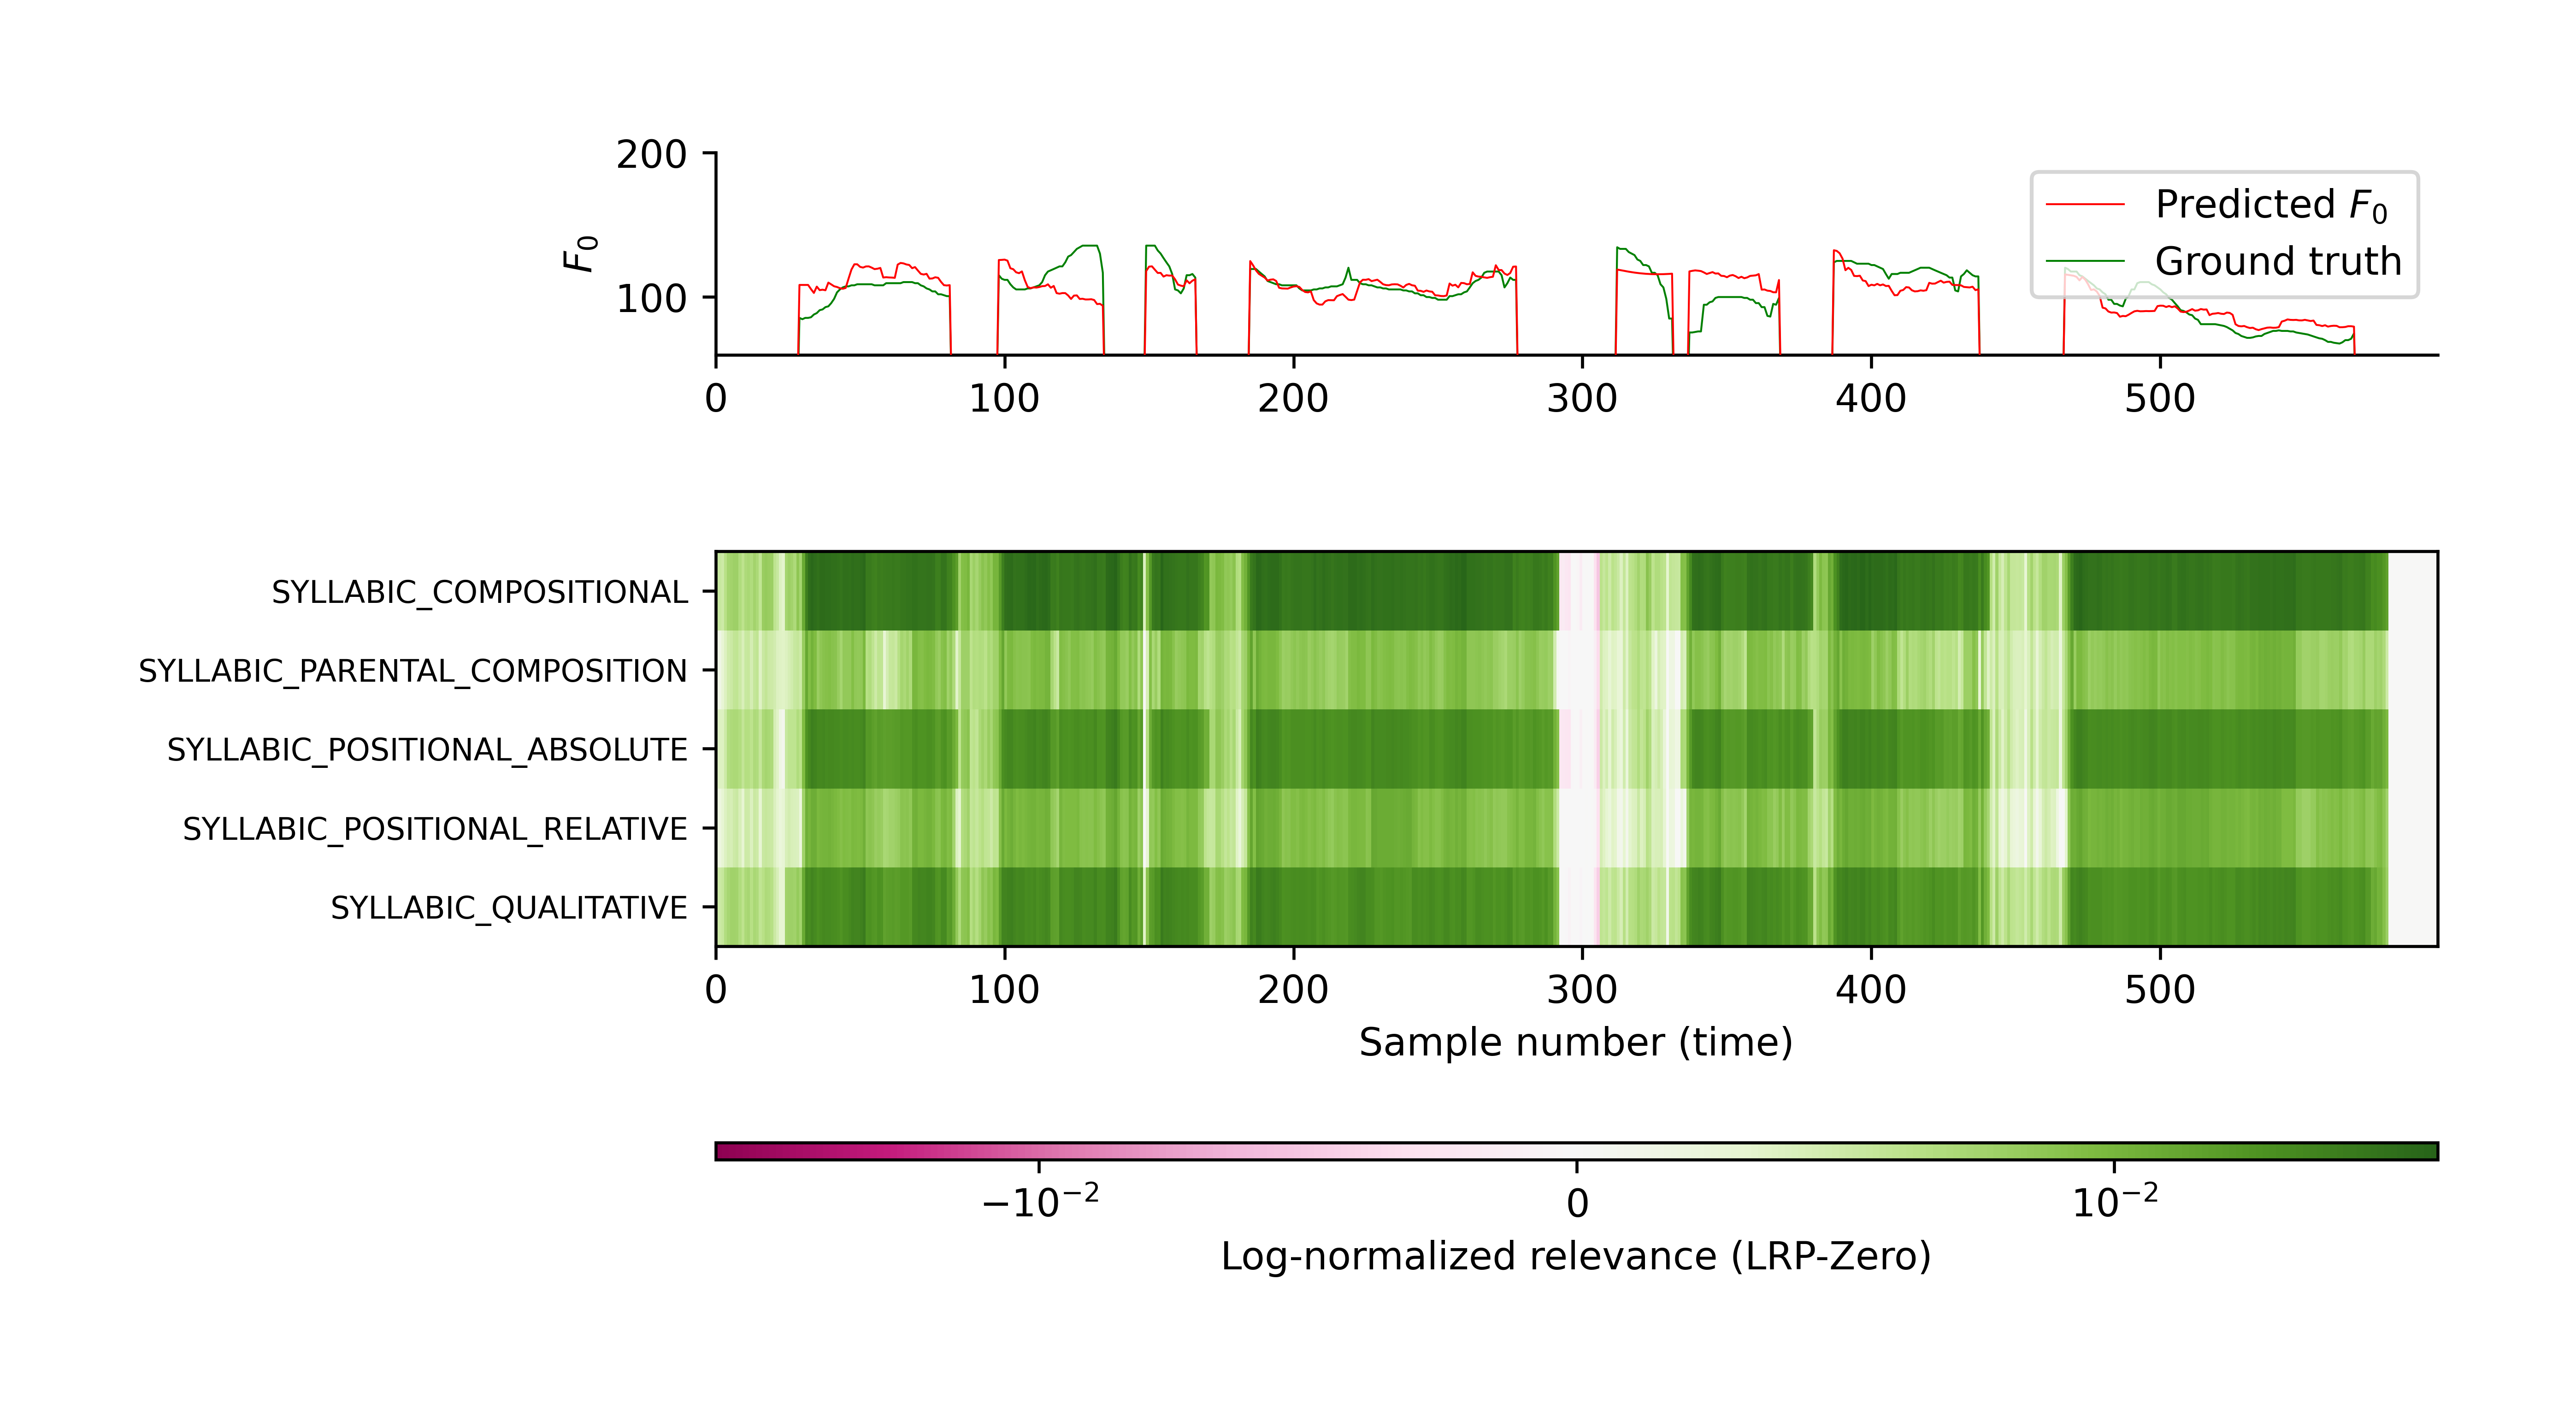 200
100
F₀
Predicted F₀
Ground truth
0 100 200 300 400 500
SYLLABIC_COMPOSITIONAL
SYLLABIC_PARENTAL_COMPOSITION
SYLLABIC_POSITIONAL_ABSOLUTE
SYLLABIC_POSITIONAL_RELATIVE
SYLLABIC_QUALITATIVE
0 100 200 300 400 500
Sample number (time)
−10⁻² 0 10⁻²
Log-normalized relevance (LRP-Zero)